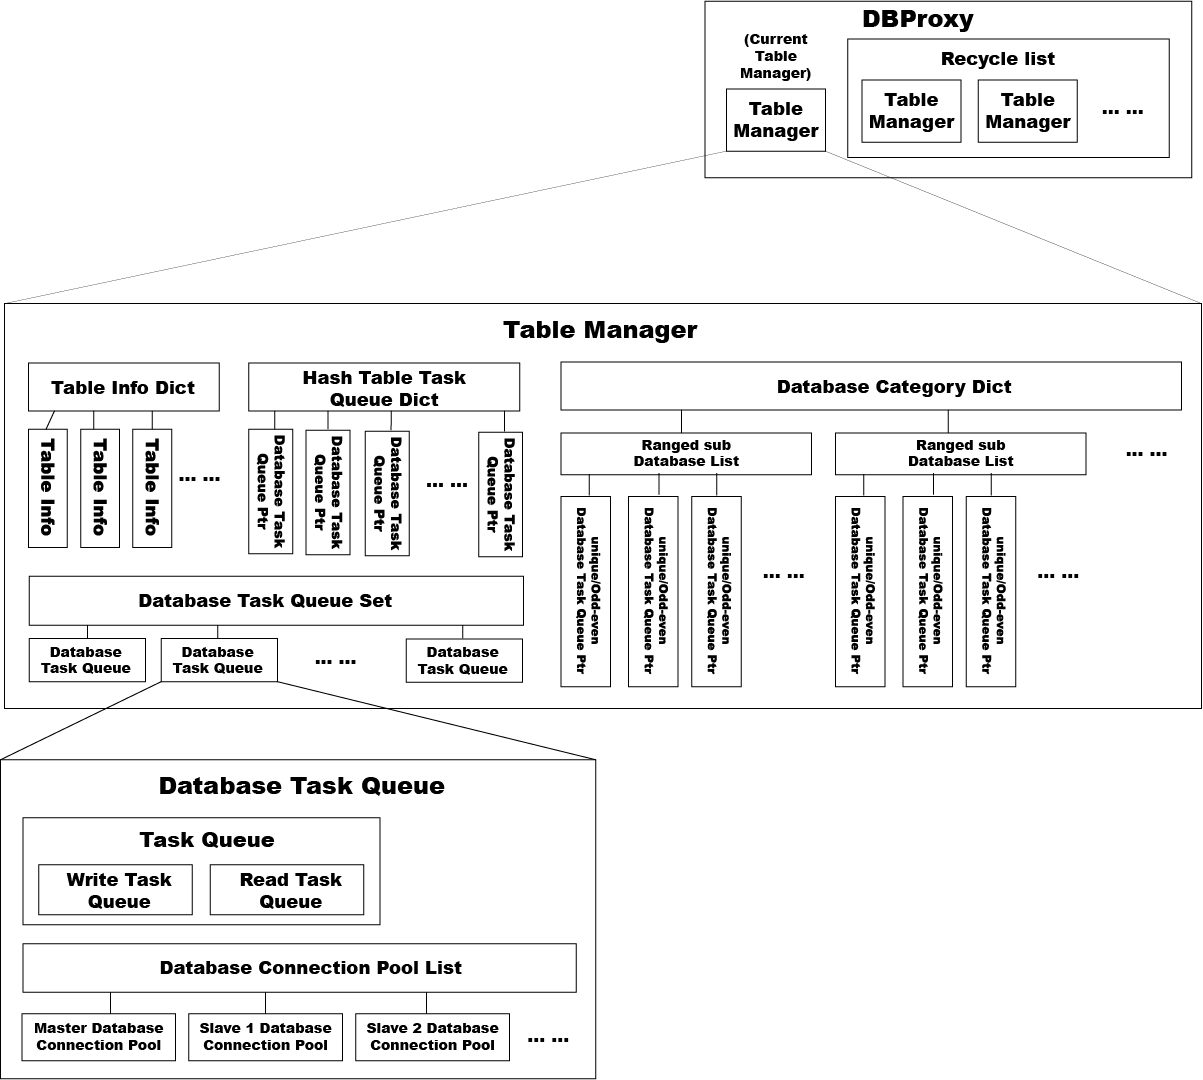 DBProxy
(Current
Table
Manager)
Table
Manager
Recycle list
Table
Manager
Table
Manager
... ...
Table Manager
Table Info Dict
Table Info
Table Info
Table Info
... ...
Hash Table Task
Queue Dict
Database Task
Queue Ptr
Database Task
Queue Ptr
Database Task
Queue Ptr
... ...
Database Task
Queue Ptr
Database Category Dict
Ranged sub
Database List
unique/Odd-even
Database Task Queue Ptr
unique/Odd-even
Database Task Queue Ptr
unique/Odd-even
Database Task Queue Ptr
... ...
Ranged sub
Database List
unique/Odd-even
Database Task Queue Ptr
unique/Odd-even
Database Task Queue Ptr
unique/Odd-even
Database Task Queue Ptr
... ...
... ...
Database Task Queue Set
Database
Task Queue
Database
Task Queue
... ...
Database
Task Queue
Database Task Queue
Task Queue
Write Task
Queue
Read Task
Queue
Database Connection Pool List
Master Database
Connection Pool
Slave 1 Database
Connection Pool
Slave 2 Database
Connection Pool
... ...